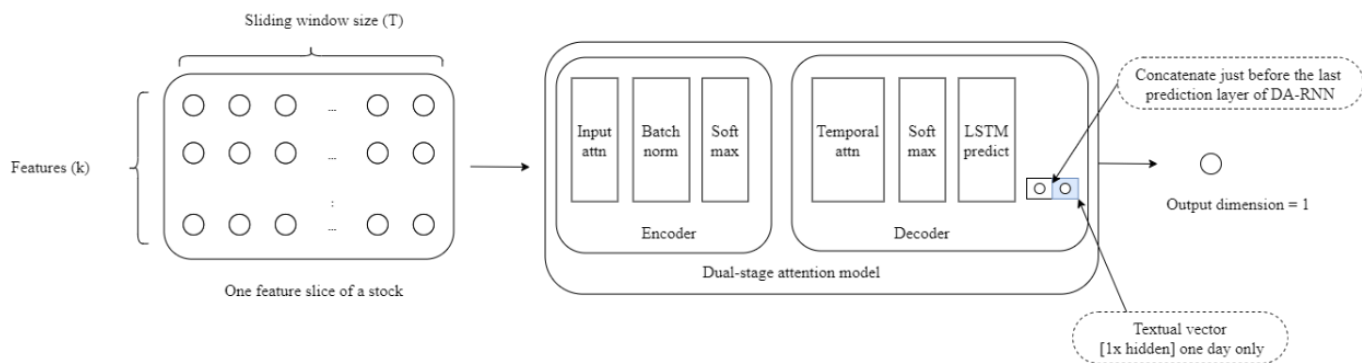 Sliding window size (T)
Features (k)
...
...
:
...
One feature slice of a stock
Input
attn
Batch
norm
Soft
max
Encoder
Temporal
attn
Soft
max
LSTM
predict
Decoder
Dual-stage attention model
Concatenate just before the last
prediction layer of DA-RNN
Output dimension = 1
Textual vector
[1x hidden] one day only